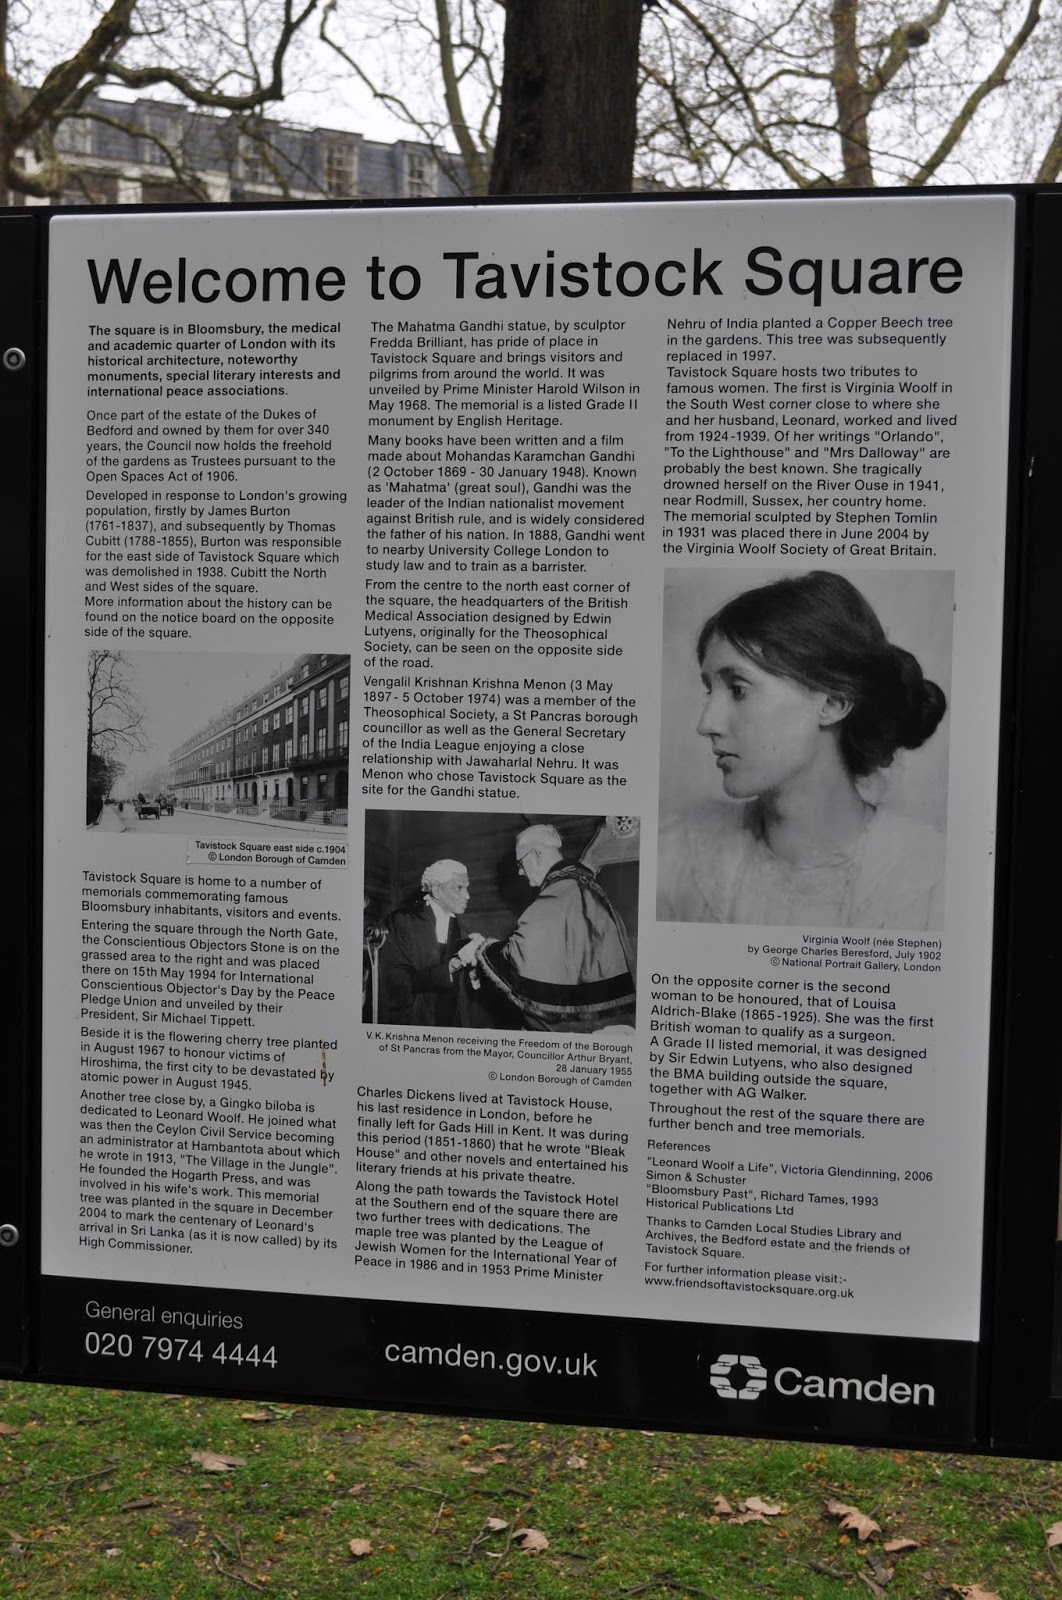 Welcome to Tavistock Square
The square is in Bloomsbury, the medical
and academic quarter of London with its
historical architecture, noteworthy
monuments, special literary interests and
international peace associations.
Once part of the estate of the Dukes of
Bedford and owned by them for over 340
years, the Council now holds the freehold
of the gardens as Trustees pursuant to the
Open Spaces Act of 1906.
Developed in response to London's growing
population, firstly by James Burton
(1761-1837), and subsequently by Thomas
Cubitt (1788-1855), Burton was responsible
for the east side of Tavistock Square which
was demolished in 1938. Cubitt the North
and West sides of the square.
More information about the history can be
found on the notice board on the opposite
side of the square.
Tavistock Square east side c.1904
© London Borough of Camden
Tavistock Square is home to a number of
memorials commemorating famous
Bloomsbury inhabitants, visitors and events.
Entering the square through the North Gate,
the Conscientious Objectors Stone is on the
grassed area to the right and was placed
there on 15th May 1994 for International
Conscientious Objector's Day by the Peace
Pledge Union and unveiled by their
President, Sir Michael Tippett.
Beside it is the flowering cherry tree planted
in August 1967 to honour victims of
Hiroshima, the first city to be devastated by
atomic power in August 1945.
Another tree close by, a Gingko biloba is
dedicated to Leonard Woolf. He joined what
was then the Ceylon Civil Service becoming
an administrator at Hambantota about which
he wrote in 1913, "The Village in the Jungle".
He founded the Hogarth Press, and was
involved in his wife's work. This memorial
tree was planted in the square in December
2004 to mark the centenary of Leonard's
arrival in Sri Lanka (as it is now called) by its
High Commissioner.
The Mahatma Gandhi statue, by sculptor
Fredda Brilliant, has pride of place in
Tavistock Square and brings visitors and
pilgrims from around the world. It was
unveiled by Prime Minister Harold Wilson in
May 1968. The memorial is a listed Grade II
monument by English Heritage.
Many books have been written and a film
made about Mohandas Karamchan Gandhi
(2 October 1869 - 30 January 1948). Known
as 'Mahatma' (great soul), Gandhi was the
leader of the Indian nationalist movement
against British rule, and is widely considered
the father of his nation. In 1888, Gandhi went
to nearby University College London to
study law and to train as a barrister.
From the centre to the north east corner of
the square, the headquarters of the British
Medical Association designed by Edwin
Lutyens, originally for the Theosophical
Society, can be seen on the opposite side
of the road.
Vengalil Krishnan Krishna Menon (3 May
1897 - 5 October 1974) was a member of the
Theosophical Society, a St Pancras borough
councillor as well as the General Secretary
of the India League enjoying a close
relationship with Jawaharlal Nehru. It was
Menon who chose Tavistock Square as the
site for the Gandhi statue.
V. K. Krishna Menon receiving the Freedom of the Borough
of St Pancras from the Mayor, Councillor Arthur Bryant,
28 January 1955
© London Borough of Camden
Charles Dickens lived at Tavistock House,
his last residence in London, before he
finally left for Gads Hill in Kent. It was during
this period (1851-1860) that he wrote "Bleak
House" and other novels and entertained his
literary friends at his private theatre.
Along the path towards the Tavistock Hotel
at the Southern end of the square there are
two further trees with dedications. The
maple tree was planted by the League of
Jewish Women for the International Year of
Peace in 1986 and in 1953 Prime Minister
Nehru of India planted a Copper Beech tree
in the gardens. This tree was subsequently
replaced in 1997.
Tavistock Square hosts two tributes to
famous women. The first is Virginia Woolf in
the South West corner close to where she
and her husband, Leonard, worked and lived
from 1924-1939. Of her writings "Orlando",
"To the Lighthouse" and "Mrs Dalloway" are
probably the best known. She tragically
drowned herself on the River Ouse in 1941,
near Rodmill, Sussex, her country home.
The memorial sculpted by Stephen Tomlin
in 1931 was placed there in June 2004 by
the Virginia Woolf Society of Great Britain.
Virginia Woolf (née Stephen)
by George Charles Beresford, July 1902
© National Portrait Gallery, London
On the opposite corner is the second
woman to be honoured, that of Louisa
Aldrich-Blake (1865-1925). She was the first
British woman to qualify as a surgeon.
A Grade II listed memorial, it was designed
by Sir Edwin Lutyens, who also designed
the BMA building outside the square,
together with AG Walker.
Throughout the rest of the square there are
further bench and tree memorials.
References
"Leonard Woolf a Life", Victoria Glendinning, 2006
Simon & Schuster
"Bloomsbury Past", Richard Tames, 1993
Historical Publications Ltd
Thanks to Camden Local Studies Library and
Archives, the Bedford estate and the friends of
Tavistock Square.
For further information please visit:-
www.friendsoftavistocksquare.org.uk
General enquiries
020 7974 4444
camden.gov.uk
Camden